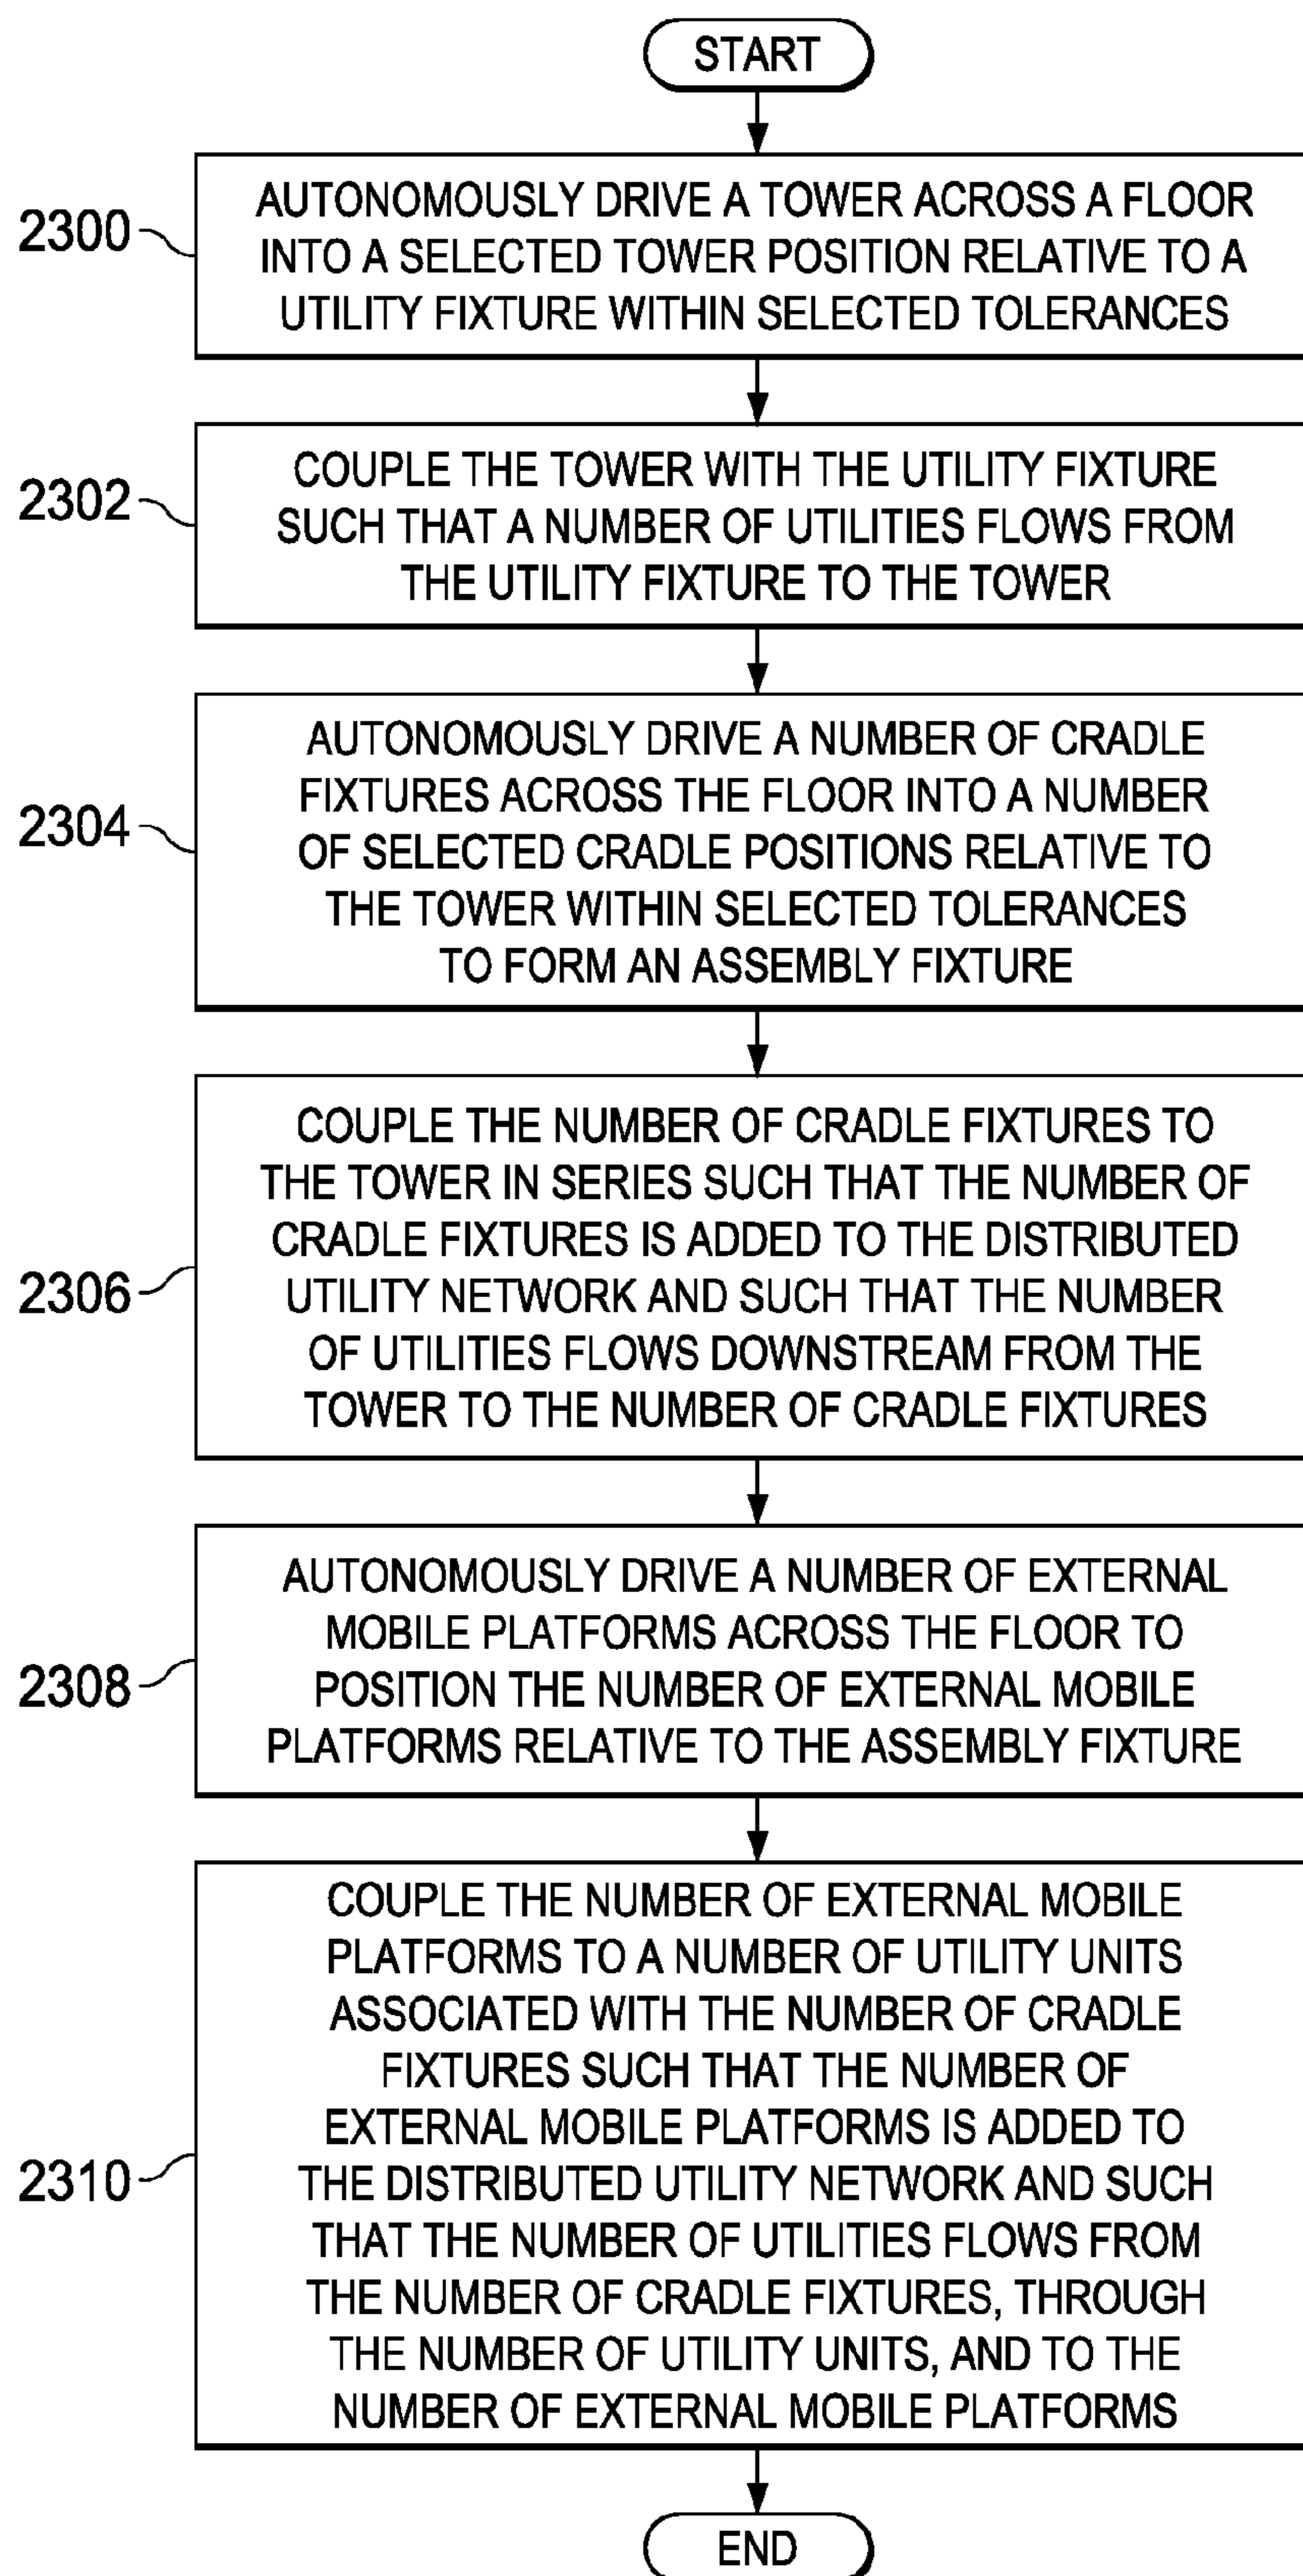 START
2300
AUTONOMOUSLY DRIVE A TOWER ACROSS A FLOOR
INTO A SELECTED TOWER POSITION RELATIVE TO A
UTILITY FIXTURE WITHIN SELECTED TOLERANCES
2302
COUPLE THE TOWER WITH THE UTILITY FIXTURE
SUCH THAT A NUMBER OF UTILITIES FLOWS FROM
THE UTILITY FIXTURE TO THE TOWER
2304
AUTONOMOUSLY DRIVE A NUMBER OF CRADLE
FIXTURES ACROSS THE FLOOR INTO A NUMBER
OF SELECTED CRADLE POSITIONS RELATIVE TO
THE TOWER WITHIN SELECTED TOLERANCES
TO FORM AN ASSEMBLY FIXTURE
2306
COUPLE THE NUMBER OF CRADLE FIXTURES TO
THE TOWER IN SERIES SUCH THAT THE NUMBER OF
CRADLE FIXTURES IS ADDED TO THE DISTRIBUTED
UTILITY NETWORK AND SUCH THAT THE NUMBER
OF UTILITIES FLOWS DOWNSTREAM FROM THE
TOWER TO THE NUMBER OF CRADLE FIXTURES
2308
AUTONOMOUSLY DRIVE A NUMBER OF EXTERNAL
MOBILE PLATFORMS ACROSS THE FLOOR TO
POSITION THE NUMBER OF EXTERNAL MOBILE
PLATFORMS RELATIVE TO THE ASSEMBLY FIXTURE
2310
COUPLE THE NUMBER OF EXTERNAL MOBILE
PLATFORMS TO A NUMBER OF UTILITY UNITS
ASSOCIATED WITH THE NUMBER OF CRADLE
FIXTURES SUCH THAT THE NUMBER OF
EXTERNAL MOBILE PLATFORMS IS ADDED TO
THE DISTRIBUTED UTILITY NETWORK AND SUCH
THAT THE NUMBER OF UTILITIES FLOWS FROM
THE NUMBER OF CRADLE FIXTURES, THROUGH
THE NUMBER OF UTILITY UNITS, AND TO THE
NUMBER OF EXTERNAL MOBILE PLATFORMS
END